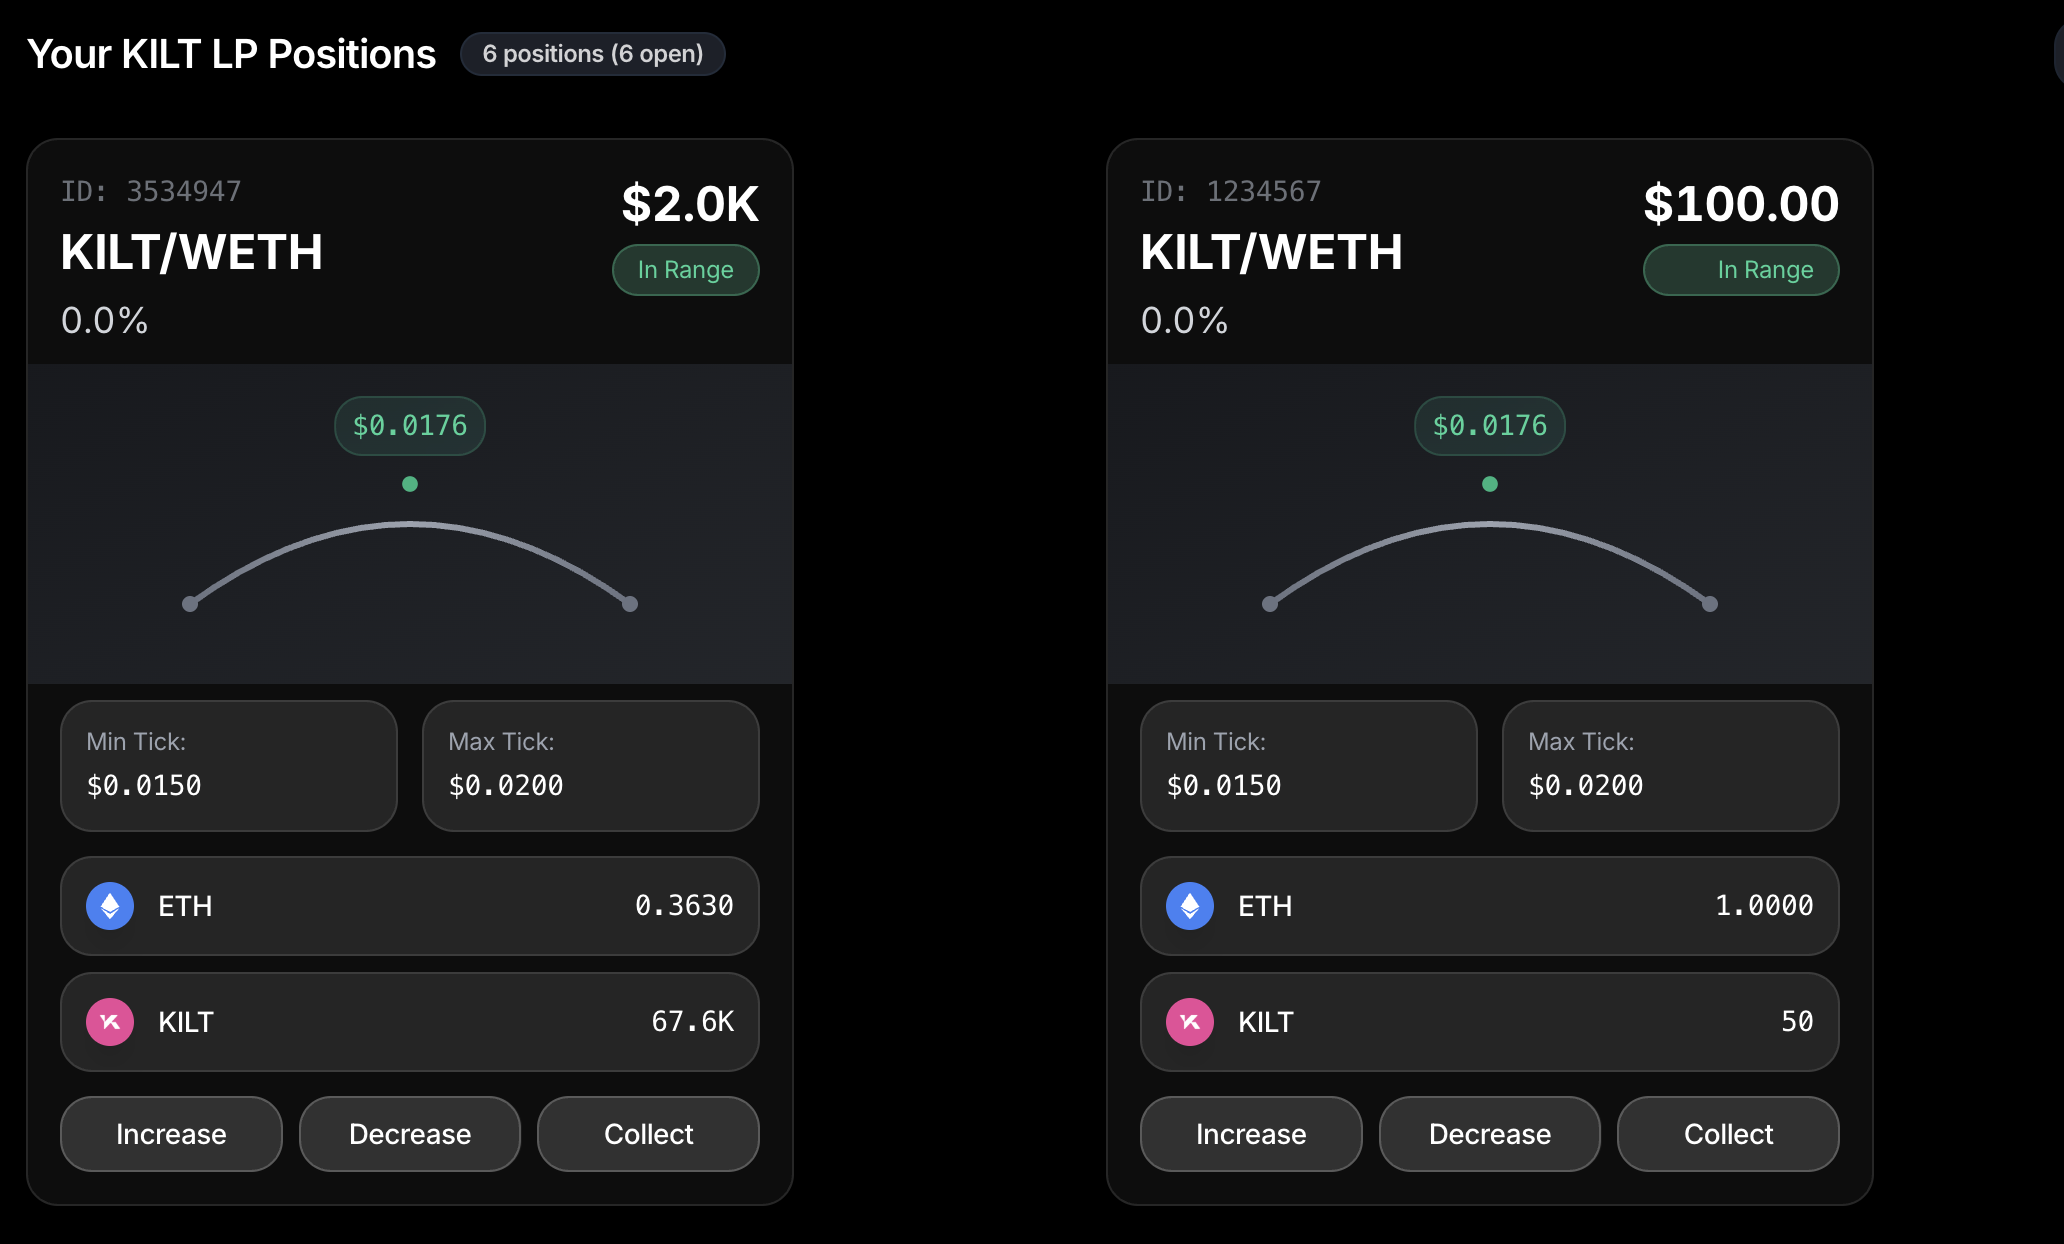 Your KILT LP Positions
6 positions (6 open)
ID: 3534947
$2.0K
KILT/WETH
In Range
0.0%
$0.0176
Min Tick:
$0.0150
Max Tick:
$0.0200
ETH
0.3630
KILT
67.6K
Increase
Decrease
Collect
ID: 1234567
$100.00
KILT/WETH
In Range
0.0%
$0.0176
Min Tick:
$0.0150
Max Tick:
$0.0200
ETH
1.0000
KILT
50
Increase
Decrease
Collect